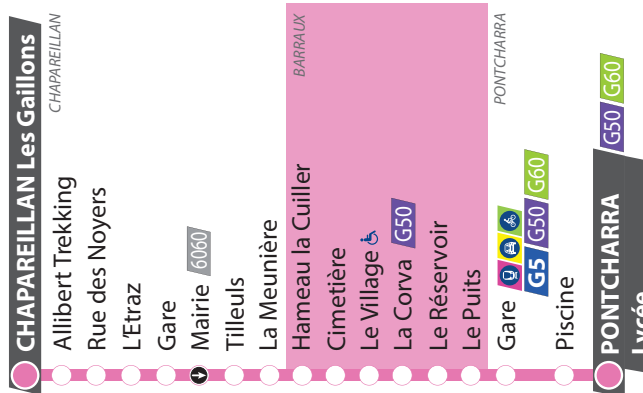 CHAPAREILLAN Les Gaillons
CHAPAREILLAN
Allibert Trekking
Rue des Noyers
L'Etraz
Gare
Mairie 6060
Tilleuls
La Meunière
BARRAUX
Hameau la Cuiller
Cimetière
Le Village
La Corva G50
Le Réservoir
Le Puits
PONTCHARRA
Gare
G5 G50 G60
Piscine
PONTCHARRA G50 G60
Lycée